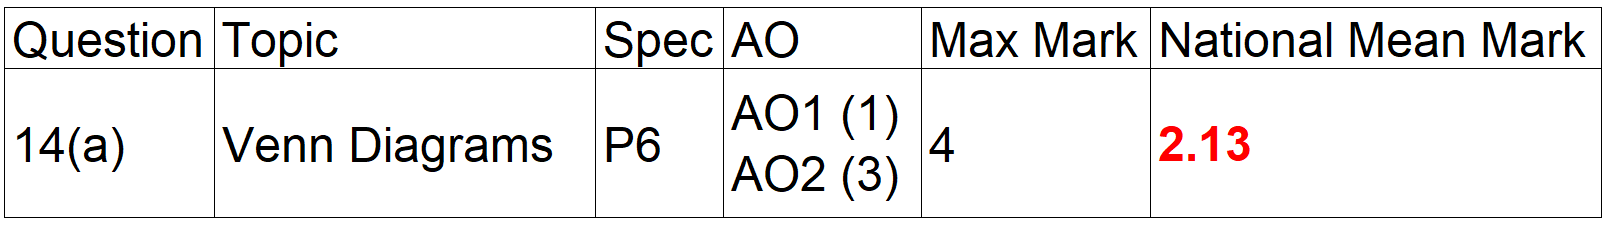 Question Topic Spec AO Max Mark National Mean Mark
14(a) Venn Diagrams P6 AO1 (1) 4 2.13
AO2 (3)